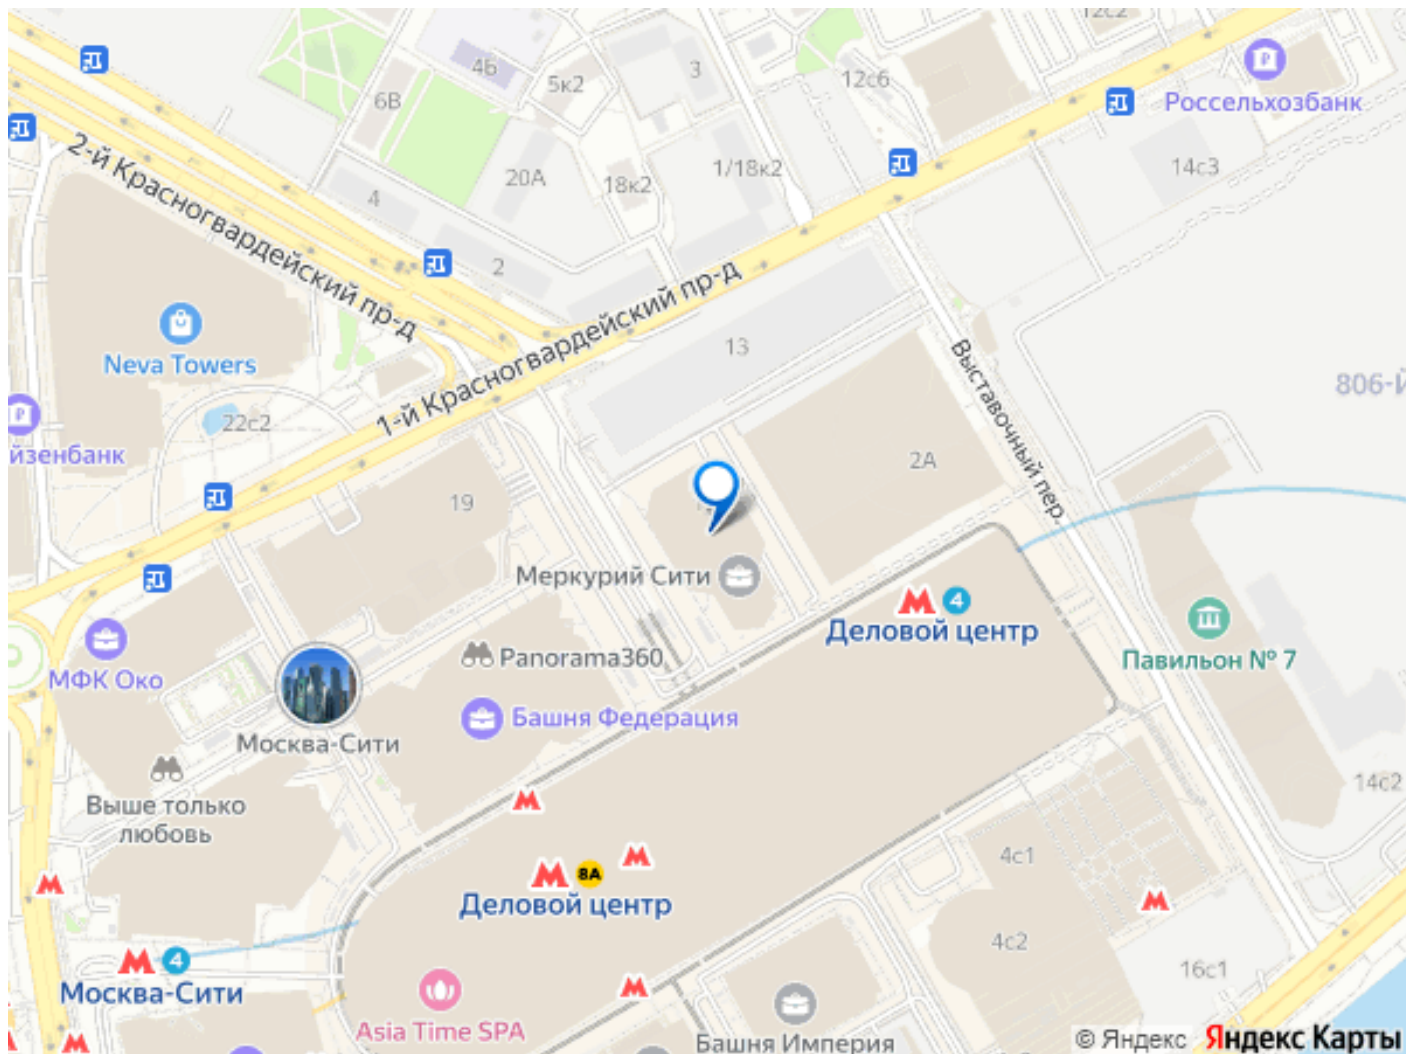 12с2
4Б
3
5к2
12с6
6В
Россельхозбанк
14с3
1/18к2
20А
18к2
4
2-й Красногвардейский пр-д
2
1-й Красногвардейский пр-д
13
Neva Towers
Выставочный пер.
806-Й
22с2
йзенбанк
2А
19
Меркурий Сити
4
Деловой центр
МФК Око
Panorama360
Павильон № 7
Башня Федерация
Москва-Сити
14с2
Выше только
любовь
4с1
8А
Деловой центр
4с2
4
16с1
Москва-Сити
Asia Time SPA
Башня Империя
© Яндекс Яндекс Карты